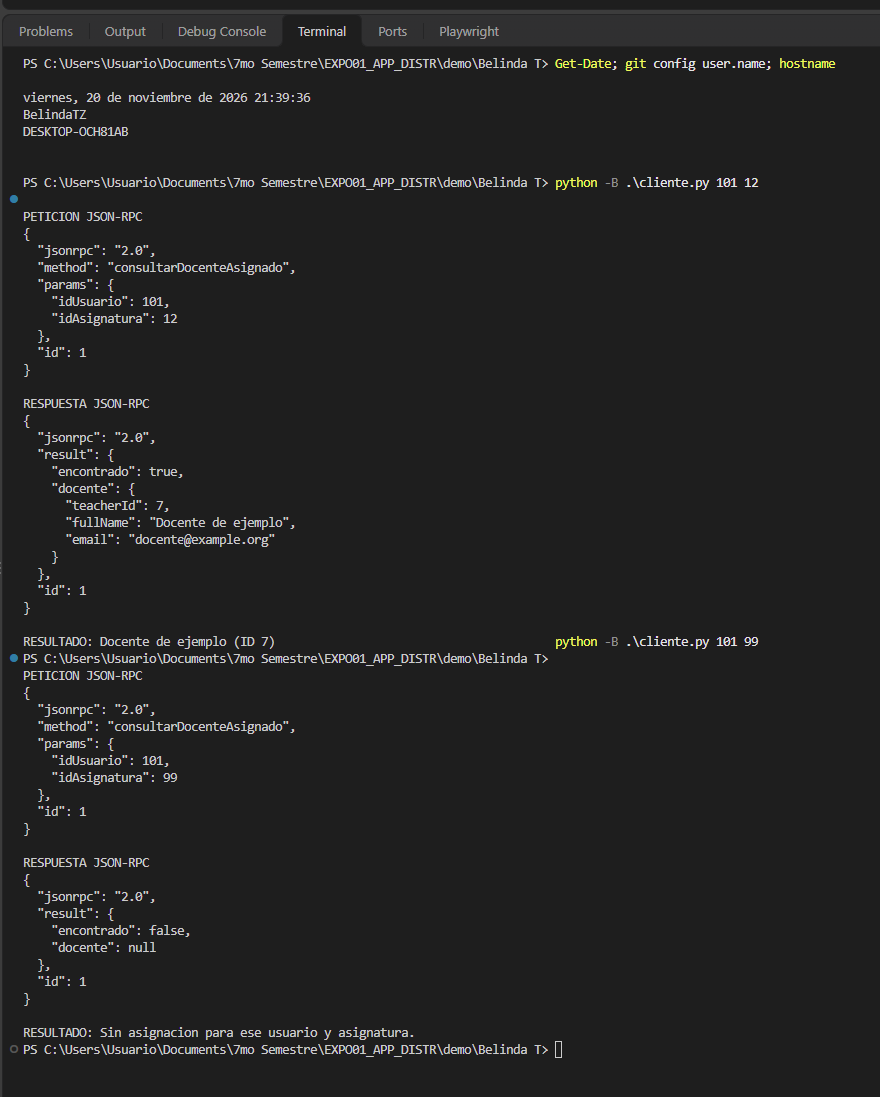 Problems Output Debug Console Terminal Ports Playwright
PS C:\Users\Usuario\Documents\7mo Semestre\EXPO01_APP_DISTR\demo\Belinda T> Get-Date; git config user.name; hostname
viernes, 20 de noviembre de 2026 21:39:36
BelindaTZ
DESKTOP-OCH81AB
PS C:\Users\Usuario\Documents\7mo Semestre\EXPO01_APP_DISTR\demo\Belinda T> python -B .\cliente.py 101 12
PETICION JSON-RPC
{
  "jsonrpc": "2.0",
  "method": "consultarDocenteAsignado",
  "params": {
    "idUsuario": 101,
    "idAsignatura": 12
  },
  "id": 1
}
RESPUESTA JSON-RPC
{
  "jsonrpc": "2.0",
  "result": {
    "encontrado": true,
    "docente": {
      "teacherId": 7,
      "fullName": "Docente de ejemplo",
      "email": "docente@example.org"
    }
  },
  "id": 1
}
RESULTADO: Docente de ejemplo (ID 7) python -B .\cliente.py 101 99
PS C:\Users\Usuario\Documents\7mo Semestre\EXPO01_APP_DISTR\demo\Belinda T>
PETICION JSON-RPC
{
  "jsonrpc": "2.0",
  "method": "consultarDocenteAsignado",
  "params": {
    "idUsuario": 101,
    "idAsignatura": 99
  },
  "id": 1
}
RESPUESTA JSON-RPC
{
  "jsonrpc": "2.0",
  "result": {
    "encontrado": false,
    "docente": null
  },
  "id": 1
}
RESULTADO: Sin asignacion para ese usuario y asignatura.
PS C:\Users\Usuario\Documents\7mo Semestre\EXPO01_APP_DISTR\demo\Belinda T>